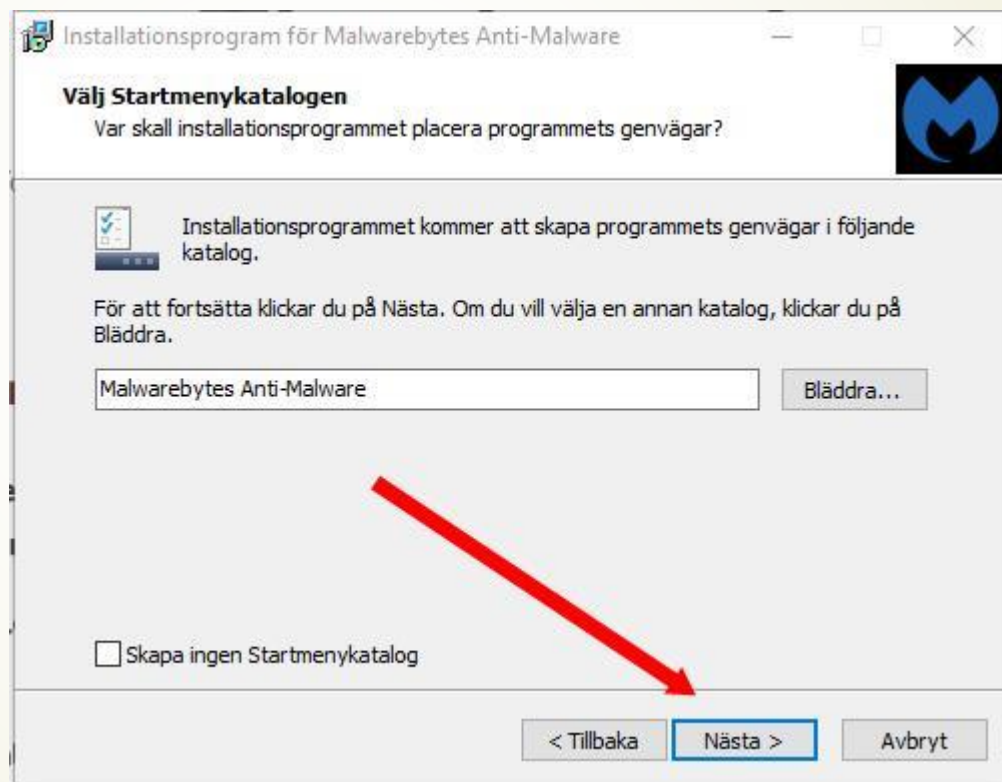 Installationsprogram för Malwarebytes Anti-Malware
Välj Startmenykatalogen
Var skall installationsprogrammet placera programmets genvägar?
Installationsprogrammet kommer att skapa programmets genvägar i följande
katalog.
För att fortsätta klickar du på Nästa. Om du vill välja en annan katalog, klickar du på
Bläddra.
Malwarebytes Anti-Malware
Bläddra...
Skapa ingen Startmenykatalog
< Tillbaka
Nästa >
Avbryt